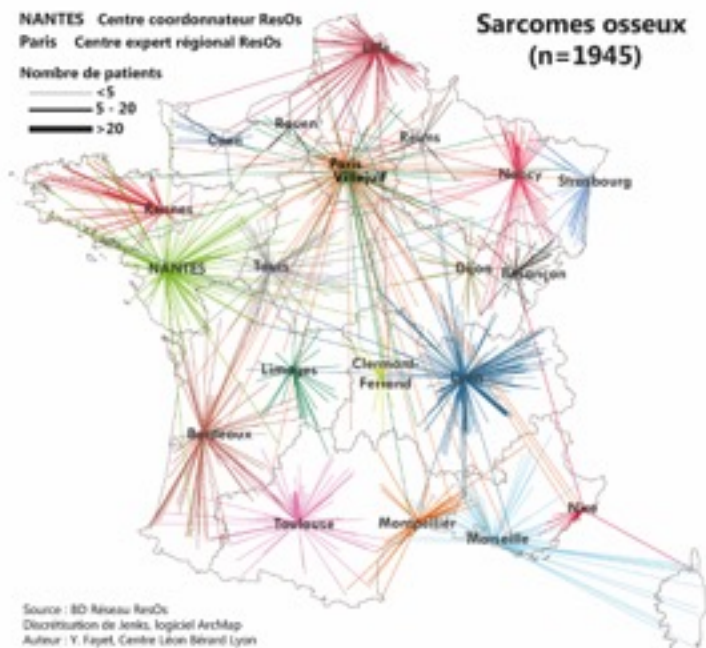 NANTES Centre coordonnateur ResOs
Paris Centre expert régional ResOs
Nombre de patients
<5
5 - 20
>20
Sarcomes osseux
(n=1945)
Lille
Rouen
Caen
Reims
Paris
Villejuif
Nancy
Strasbourg
Rennes
NANTES
Tours
Dijon
Besançon
Limoges
Clermont-
Ferrand
Lyon
Bordeaux
Toulouse
Montpellier
Marseille
Nice
Source : BD Réseau ResOs
Discrétisation de Jenks, logiciel ArcMap
Auteur : Y. Fayet, Centre Léon Bérard Lyon